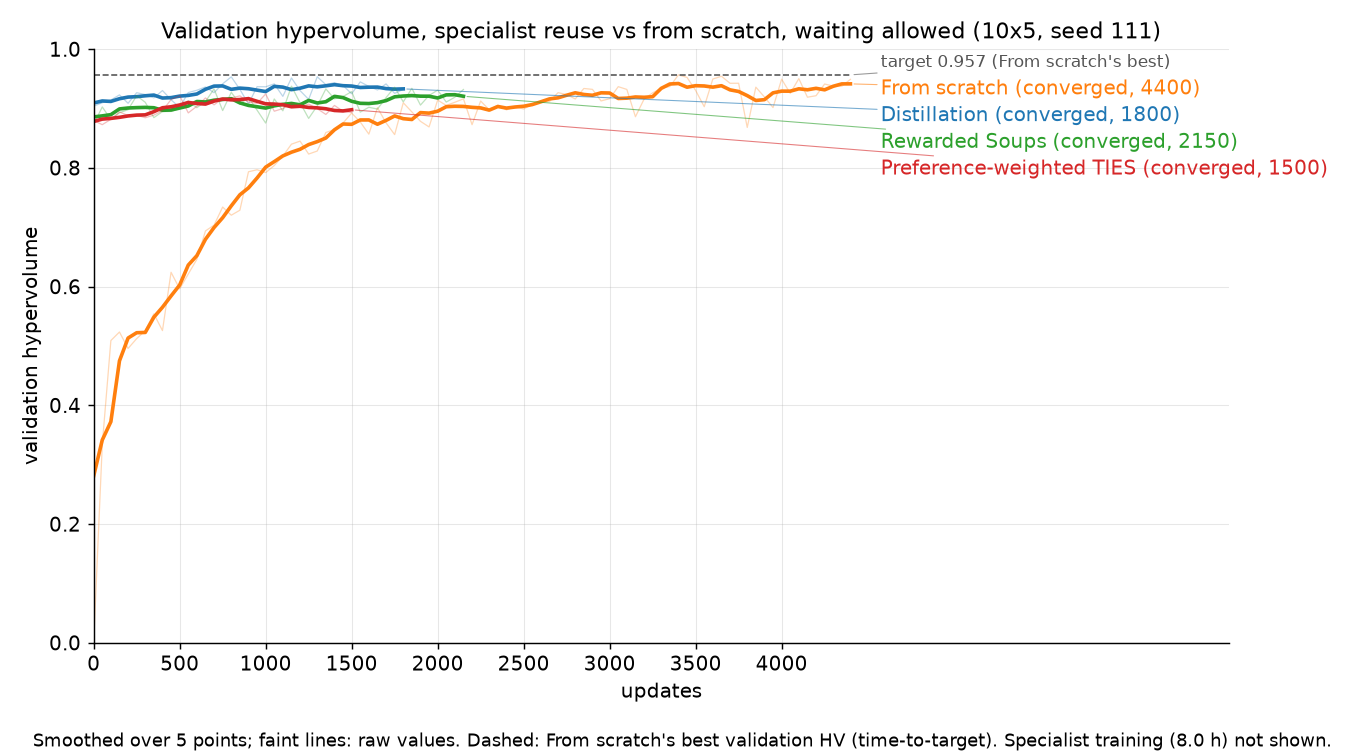 Validation hypervolume, specialist reuse vs from scratch, waiting allowed (10x5, seed 111)
1.0
0.8
0.6
0.4
0.2
0.0
validation hypervolume
target 0.957 (From scratch's best)
From scratch (converged, 4400)
Distillation (converged, 1800)
Rewarded Soups (converged, 2150)
Preference-weighted TIES (converged, 1500)
0 500 1000 1500 2000 2500 3000 3500 4000
updates
Smoothed over 5 points; faint lines: raw values. Dashed: From scratch's best validation HV (time-to-target). Specialist training (8.0 h) not shown.